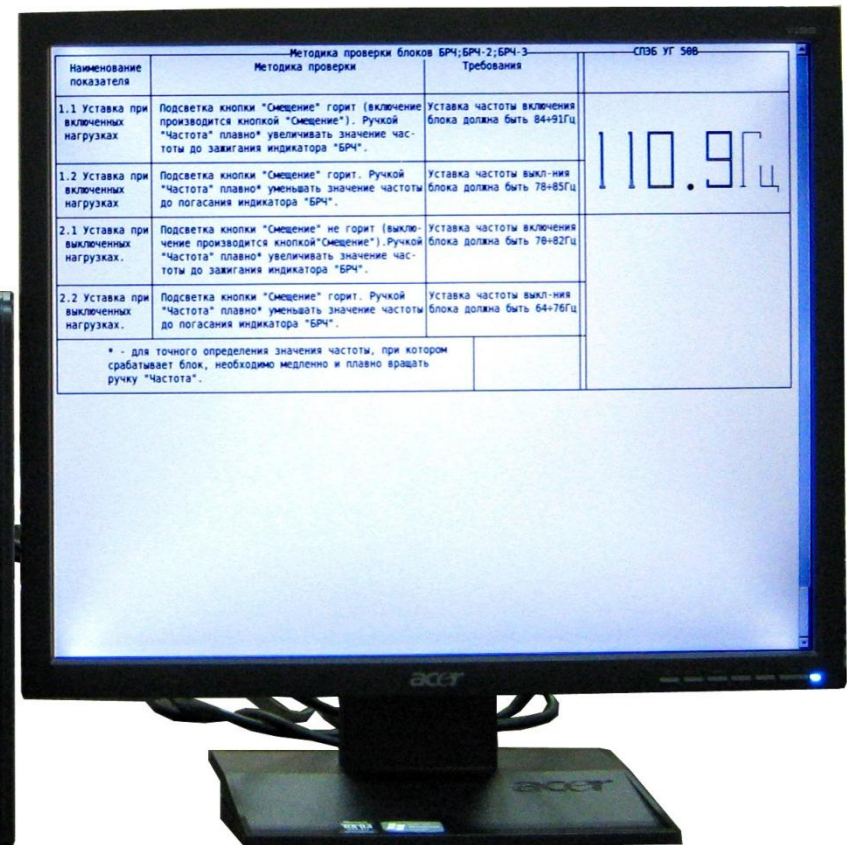 Методика проверки блоков БРЧ;БРЧ-2;БРЧ-3
СПЭБ УГ 50В
Наименование
показателя
Методика проверки
Требования
1.1 Уставка при
включенных
нагрузках
Подсветка кнопки "Смещение" горит (включение
производится кнопкой "Смещение"). Ручкой
"Частота" плавно* увеличивать значение час-
тоты до зажигания индикатора "БРЧ".
Уставка частоты включения
блока должна быть 84÷91Гц
110.9Гц
1.2 Уставка при
включенных
нагрузках
Подсветка кнопки "Смещение" горит. Ручкой
"Частота" плавно* уменьшать значение частоты
до погасания индикатора "БРЧ".
Уставка частоты выкл-ния
блока должна быть 78÷85Гц
2.1 Уставка при
выключенных
нагрузках.
Подсветка кнопки "Смещение" не горит (выклю-
чение производится кнопкой"Смещение").Ручкой
"Частота" плавно* увеличивать значение час-
тоты до зажигания индикатора "БРЧ".
Уставка частоты включения
блока должна быть 70÷82Гц
2.2 Уставка при
выключенных
нагрузках.
Подсветка кнопки "Смещение" горит. Ручкой
"Частота" плавно* уменьшать значение частоты
до погасания индикатора "БРЧ".
Уставка частоты выкл-ния
блока должна быть 64÷76Гц
* - для точного определения значения частоты, при котором
срабатывает блок, необходимо медленно и плавно вращать
ручку "Частота".
acer
acer